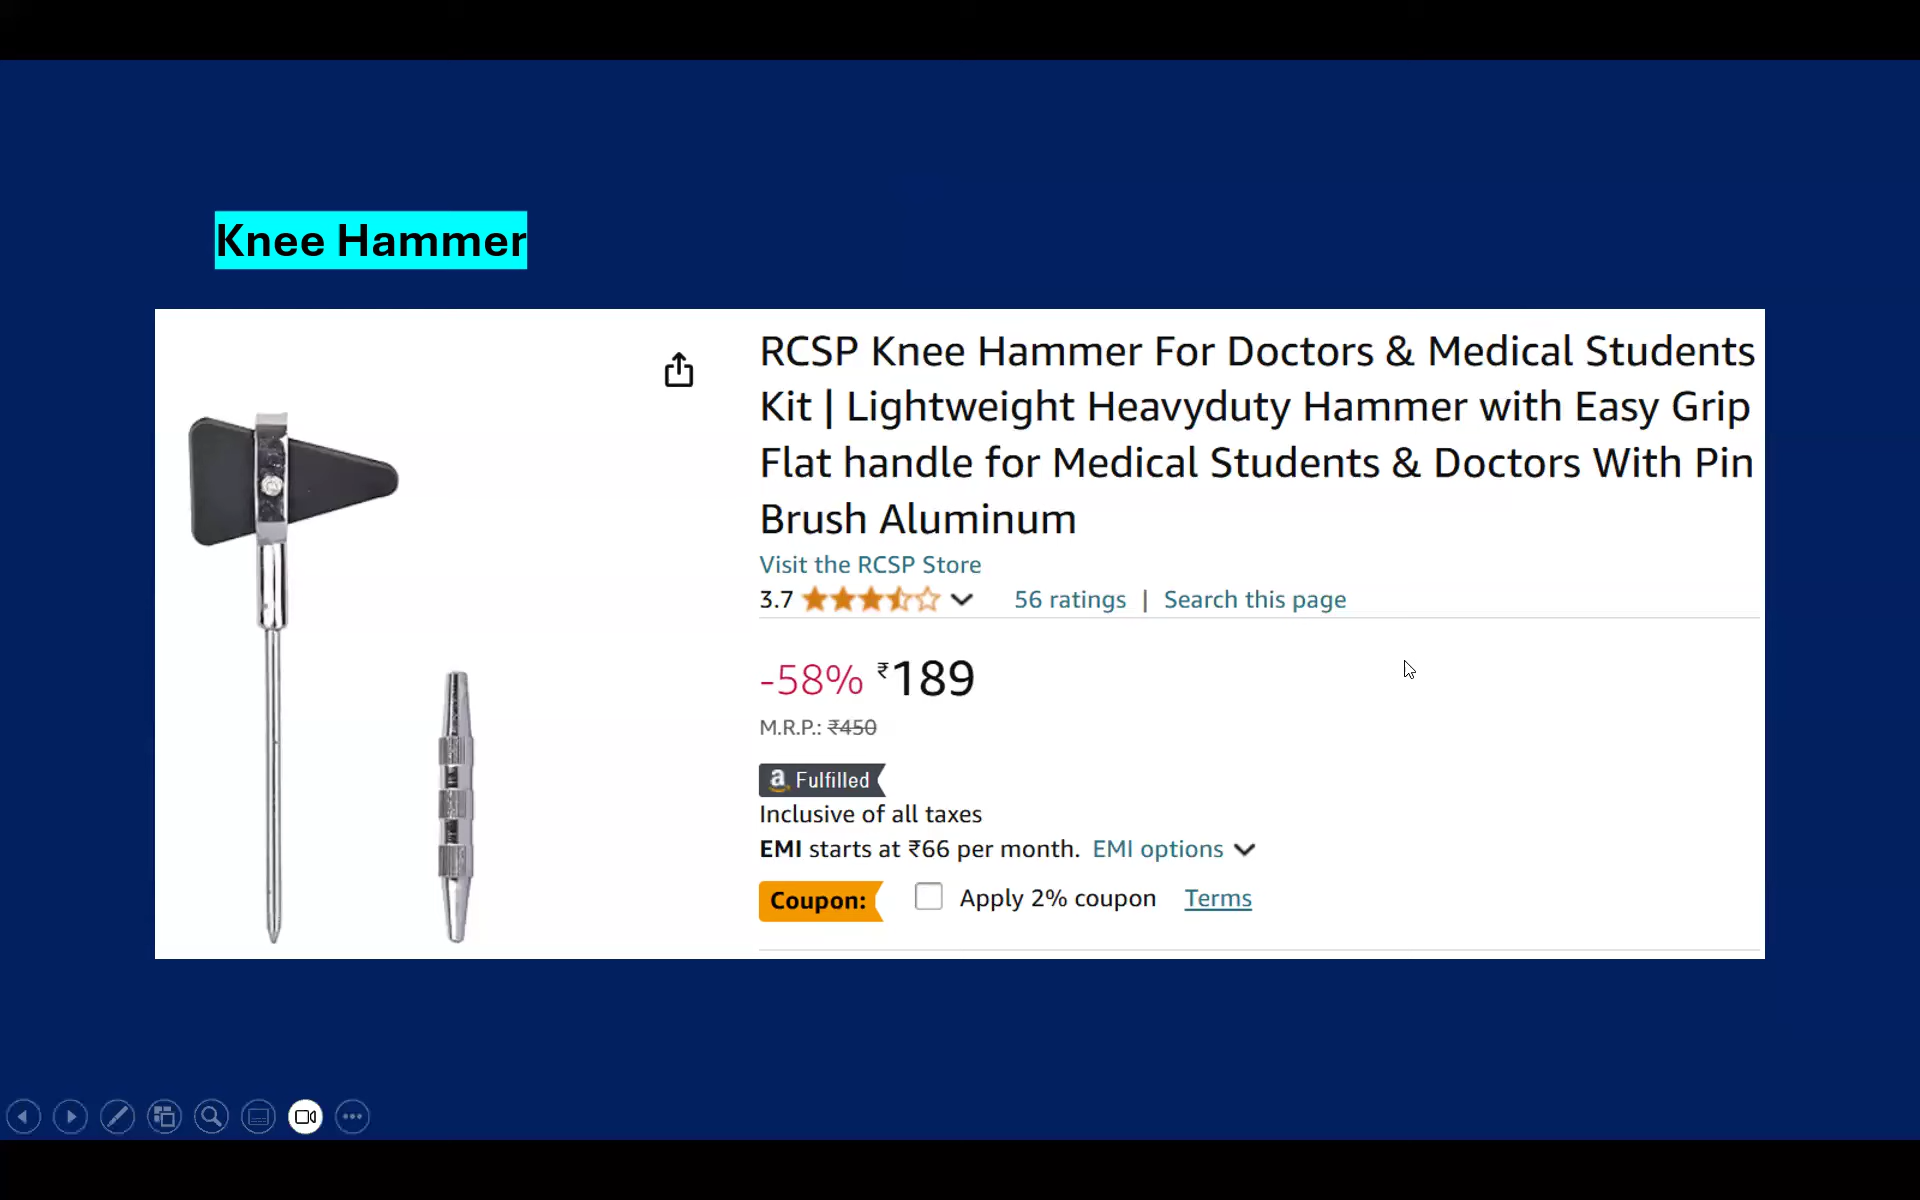 Knee Hammer
RCSP Knee Hammer For Doctors & Medical Students
Kit | Lightweight Heavyduty Hammer with Easy Grip
Flat handle for Medical Students & Doctors With Pin
Brush Aluminum
Visit the RCSP Store
3.7 56 ratings | Search this page
-58% ₹189
M.R.P.: ₹450
a Fulfilled
Inclusive of all taxes
EMI starts at ₹66 per month. EMI options
Coupon: Apply 2% coupon Terms